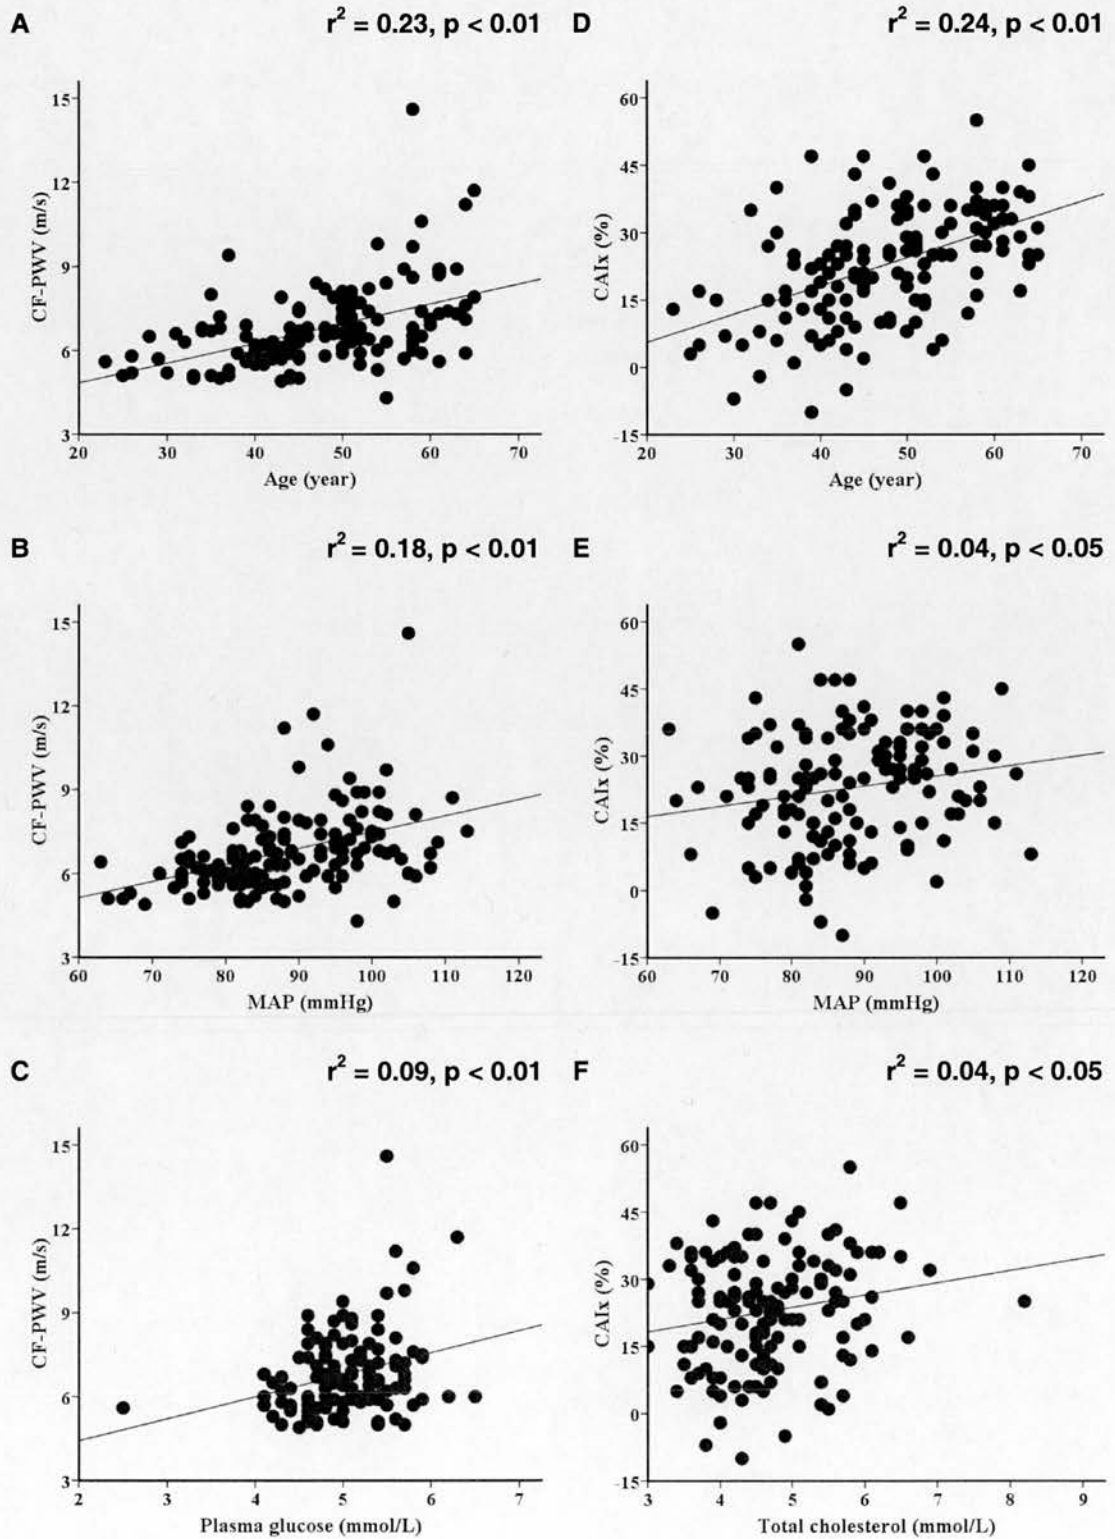 A
r² = 0.23, p < 0.01
CF-PWV (m/s)
15
12
9
6
3
20 30 40 50 60 70
Age (year)
D
r² = 0.24, p < 0.01
CAIx (%)
60
45
30
15
0
-15
20 30 40 50 60 70
Age (year)
B
r² = 0.18, p < 0.01
CF-PWV (m/s)
15
12
9
6
3
60 70 80 90 100 110 120
MAP (mmHg)
E
r² = 0.04, p < 0.05
CAIx (%)
60
45
30
15
0
-15
60 70 80 90 100 110 120
MAP (mmHg)
C
r² = 0.09, p < 0.01
CF-PWV (m/s)
15
12
9
6
3
2 3 4 5 6 7
Plasma glucose (mmol/L)
F
r² = 0.04, p < 0.05
CAIx (%)
60
45
30
15
0
-15
3 4 5 6 7 8 9
Total cholesterol (mmol/L)